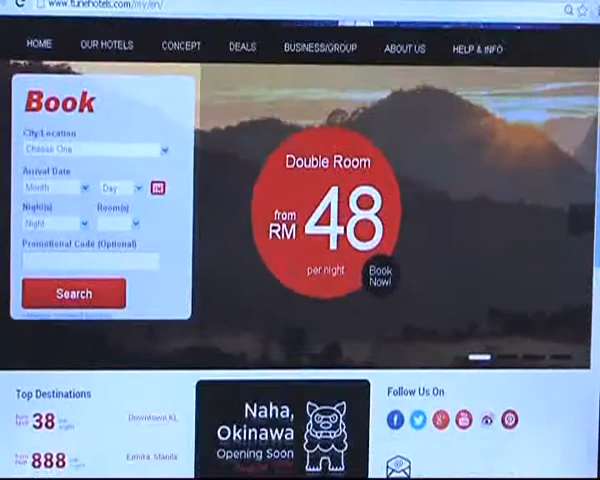 www.tunehotels.com/my/en/
HOME OUR HOTELS CONCEPT DEALS BUSINESS/GROUP ABOUT US HELP & INFO
Book
City/Location
Choose One
Arrival Date
Month Day
Night(s) Room(s)
Night
Promotional Code (Optional)
Search
Double Room
from
RM 48
per night
Book
Now!
Top Destinations
38 Downtown KL
888 Ermita, Manila
Naha,
Okinawa
Opening Soon
Follow Us On